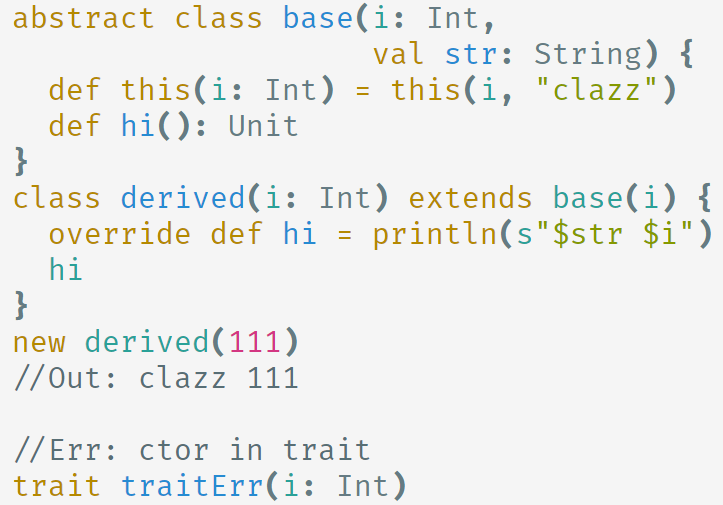 abstract class base(i: Int,
                    val str: String) {
  def this(i: Int) = this(i, "clazz")
  def hi(): Unit
}
class derived(i: Int) extends base(i) {
  override def hi = println(s"$str $i")
  hi
}
new derived(111)
//Out: clazz 111

//Err: ctor in trait
trait traitErr(i: Int)